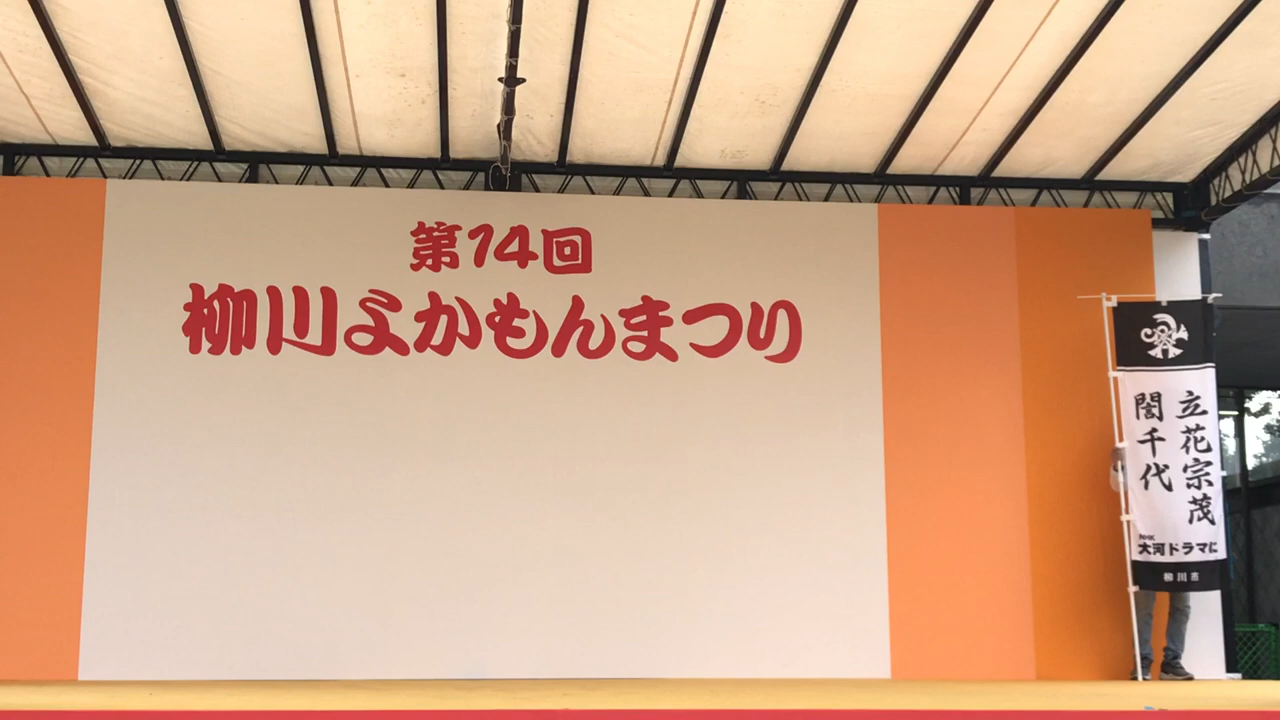 第14回
柳川よかもんまつり
立花宗茂
誾千代
NHK
大河ドラマに
柳川市